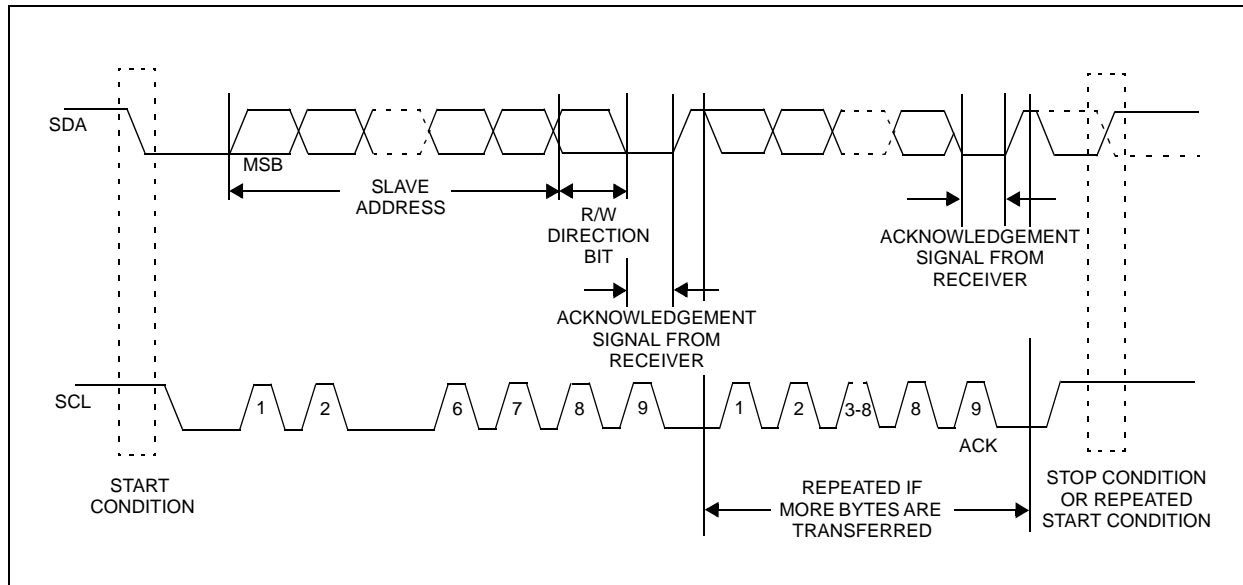 SDA
MSB
SLAVE
ADDRESS
R/W
DIRECTION
BIT
ACKNOWLEDGEMENT
SIGNAL FROM
RECEIVER
ACKNOWLEDGEMENT
SIGNAL FROM
RECEIVER
SCL
1 2 6 7 8 9 1 2 3-8 8 9
ACK
START
CONDITION
REPEATED IF
MORE BYTES ARE
TRANSFERRED
STOP CONDITION
OR REPEATED
START CONDITION